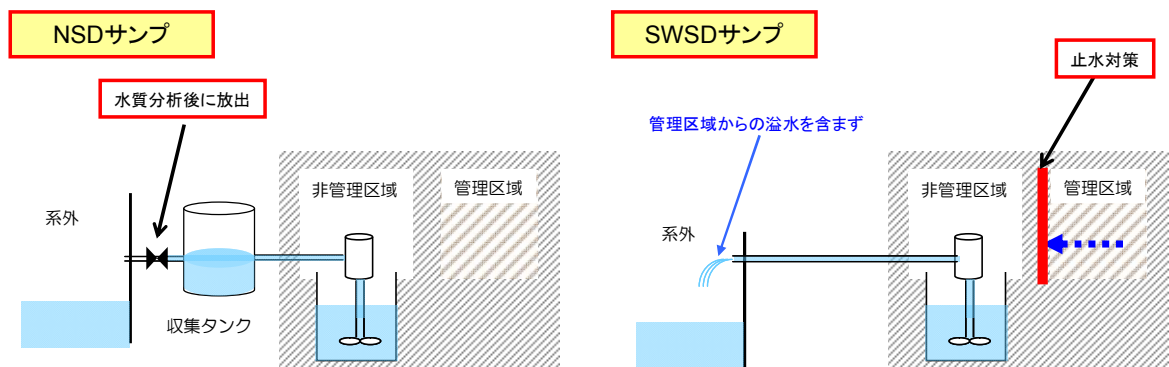 NSDサンプ
水質分析後に放出
系外
収集タンク
非管理区域
管理区域
SWSDサンプ
止水対策
管理区域からの溢水を含まず
系外
非管理区域
管理区域